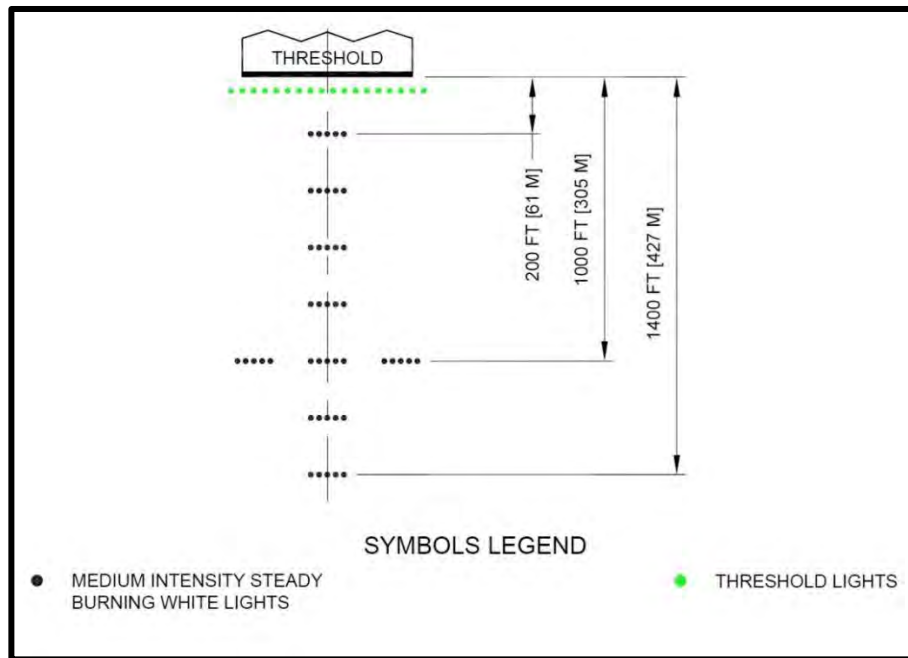 THRESHOLD
200 FT [61 M]
1000 FT [305 M]
1400 FT [427 M]
SYMBOLS LEGEND
MEDIUM INTENSITY STEADY
BURNING WHITE LIGHTS
THRESHOLD LIGHTS